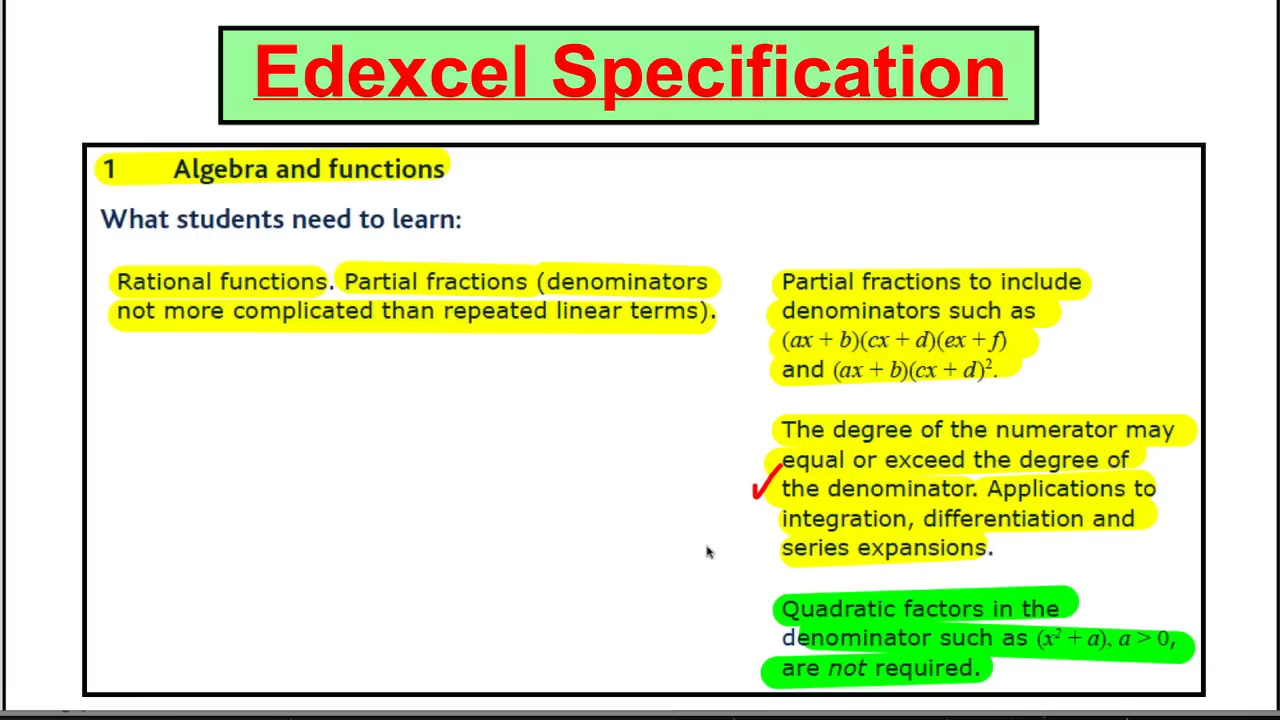 Edexcel Specification
1 Algebra and functions
What students need to learn:
Rational functions. Partial fractions (denominators
not more complicated than repeated linear terms).
Partial fractions to include
denominators such as
(ax + b)(cx + d)(ex + f)
and (ax + b)(cx + d)².
The degree of the numerator may
equal or exceed the degree of
the denominator. Applications to
integration, differentiation and
series expansions.
Quadratic factors in the
denominator such as (x² + a), a > 0,
are not required.